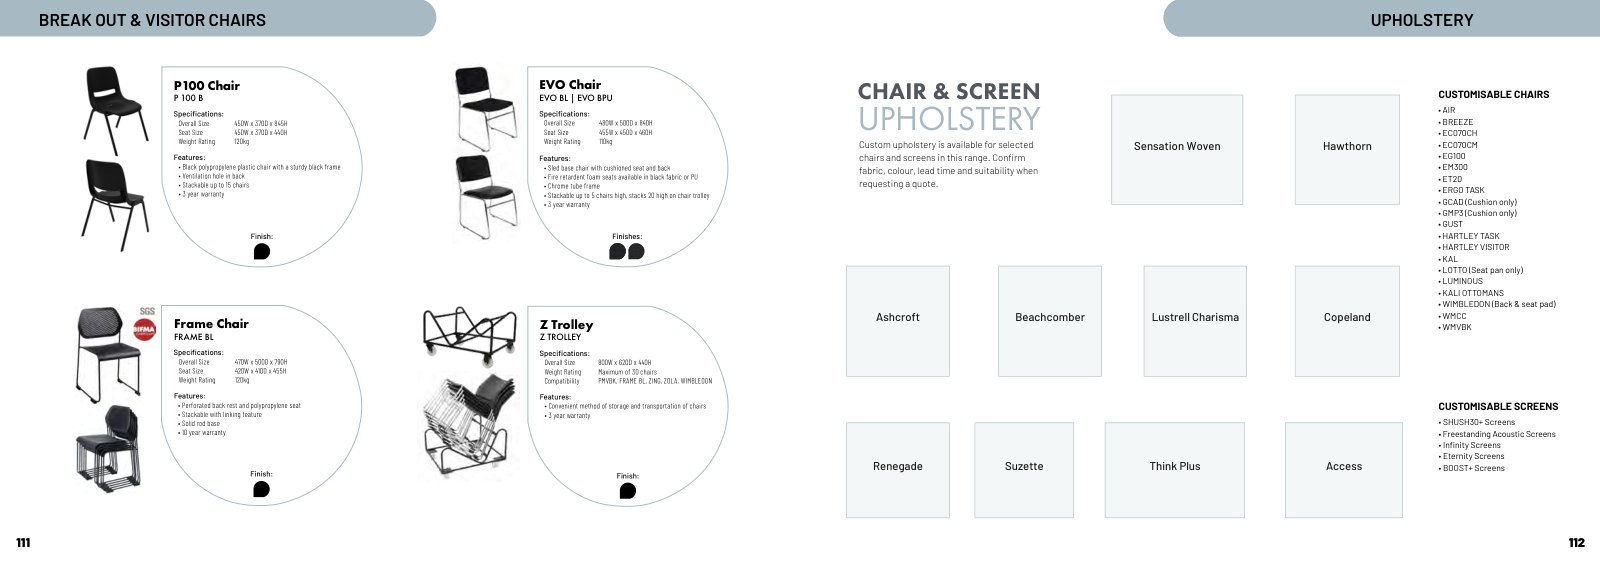 BREAK OUT & VISITOR CHAIRS
P100 Chair
P 100 B
Specifications:
Overall Size 450W x 370D x 845H
Seat Size 450W x 370D x 440H
Weight Rating 120kg
Features:
• Black polypropylene plastic chair with a sturdy black frame
• Ventilation hole in back
• Stackable up to 15 chairs
• 3 year warranty
Finish:
EVO Chair
EVO BL | EVO BPU
Specifications:
Overall Size 480W x 500D x 840H
Seat Size 455W x 450D x 460H
Weight Rating 110kg
Features:
• Sled base chair with cushioned seat and back
• Fire retardent foam seats available in black fabric or PU
• Chrome tube frame
• Stackable up to 5 chairs high, stacks 20 high on chair trolley
• 3 year warranty
Finishes:
SGS
BIFMA
Frame Chair
FRAME BL
Specifications:
Overall Size 470W x 500D x 790H
Seat Size 420W x 410D x 455H
Weight Rating 120kg
Features:
• Perforated back rest and polypropylene seat
• Stackable with linking feature
• Solid rod base
• 10 year warranty
Finish:
Z Trolley
Z TROLLEY
Specifications:
Overall Size 800W x 620D x 440H
Weight Rating Maximum of 30 chairs
Compatibility PMVBK, FRAME BL, ZING, ZOLA, WIMBLEDON
Features:
• Convenient method of storage and transportation of chairs
• 3 year warranty
Finish:
111
UPHOLSTERY
CHAIR & SCREEN
UPHOLSTERY
Custom upholstery is available for selected
chairs and screens in this range. Confirm
fabric, colour, lead time and suitability when
requesting a quote.
Sensation Woven
Hawthorn
Ashcroft
Beachcomber
Lustrell Charisma
Copeland
Renegade
Suzette
Think Plus
Access
CUSTOMISABLE CHAIRS
• AIR
• BREEZE
• EC070CH
• EC070CM
• EG100
• EM300
• ET20
• ERGO TASK
• GCAD (Cushion only)
• GMP3 (Cushion only)
• GUST
• HARTLEY TASK
• HARTLEY VISITOR
• KAL
• LOTTO (Seat pan only)
• LUMINOUS
• KALI OTTOMANS
• WIMBLEDON (Back & seat pad)
• WMCC
• WMVBK
CUSTOMISABLE SCREENS
• SHUSH30+ Screens
• Freestanding Acoustic Screens
• Infinity Screens
• Eternity Screens
• BOOST+ Screens
112